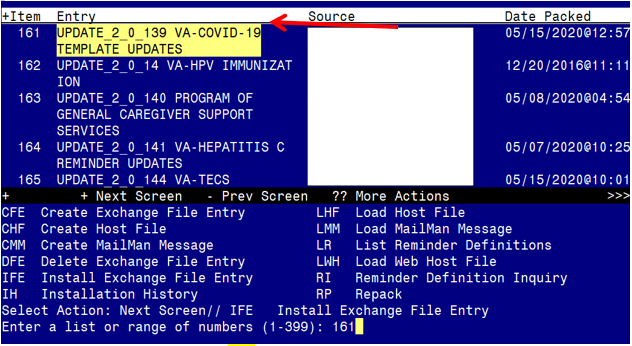 +Item Entry Source Date Packed
161 UPDATE_2_0_139 VA-COVID-19 05/15/2020@12:57
TEMPLATE UPDATES
162 UPDATE_2_0_14 VA-HPV IMMUNIZAT 12/20/2016@11:11
ION
163 UPDATE_2_0_140 PROGRAM OF 05/08/2020@04:54
GENERAL CAREGIVER SUPPORT
SERVICES
164 UPDATE_2_0_141 VA-HEPATITIS C 05/07/2020@10:25
REMINDER UPDATES
165 UPDATE_2_0_144 VA-TECS 05/15/2020@10:01
+ + Next Screen - Prev Screen ?? More Actions >>>
CFE Create Exchange File Entry LHF Load Host File
CHF Create Host File LMM Load MailMan Message
CMM Create MailMan Message LR List Reminder Definitions
DFE Delete Exchange File Entry LWH Load Web Host File
IFE Install Exchange File Entry RI Reminder Definition Inquiry
IH Installation History RP Repack
Select Action: Next Screen// IFE Install Exchange File Entry
Enter a list or range of numbers (1-399): 161